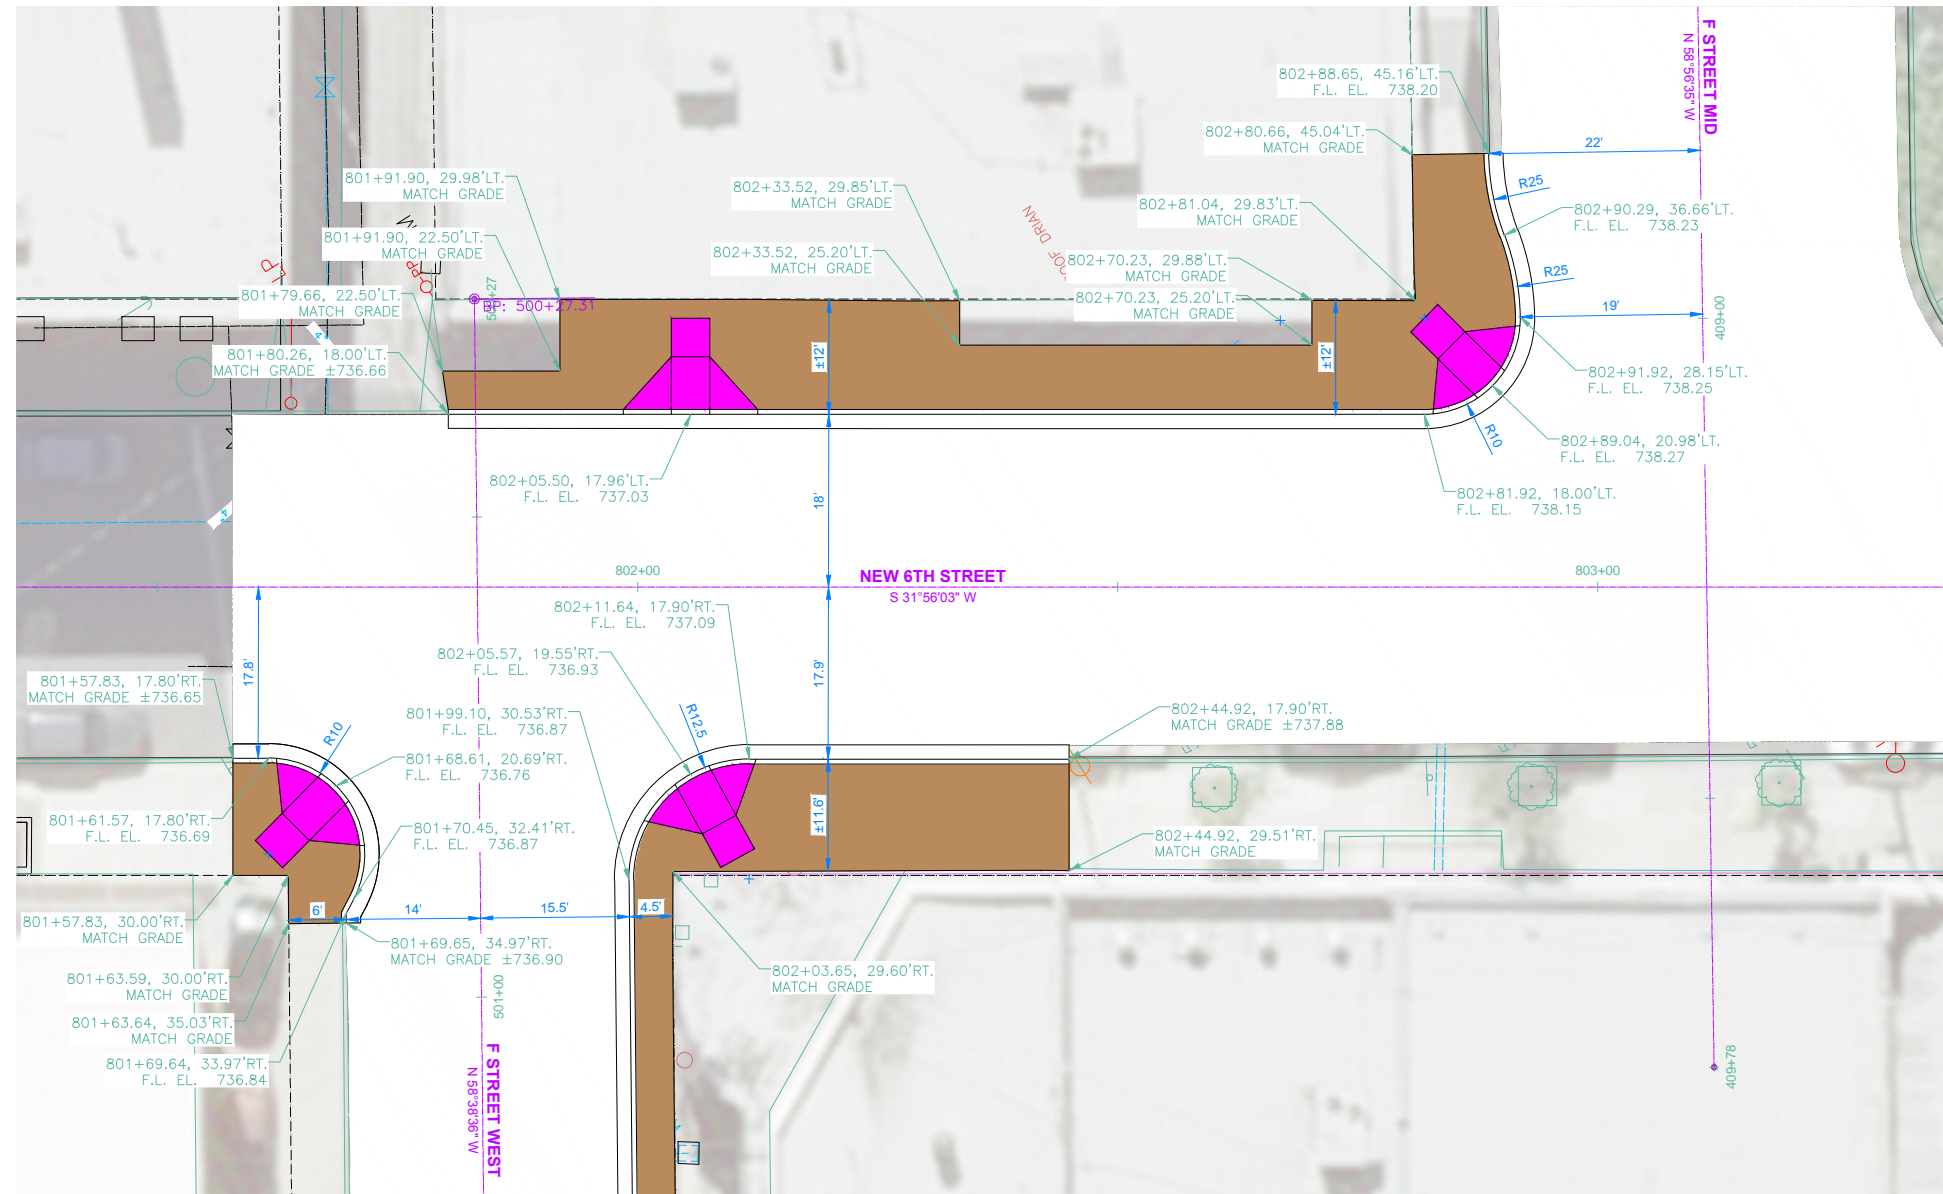 F STREET MID
N 58°56'35" W
802+88.65, 45.16'LT.
F.L. EL. 738.20
22'
802+80.66, 45.04'LT.
MATCH GRADE
R25
801+91.90, 29.98'LT.
MATCH GRADE
802+33.52, 29.85'LT.
MATCH GRADE
802+81.04, 29.83'LT.
MATCH GRADE
802+90.29, 36.66'LT.
F.L. EL. 738.23
801+91.90, 22.50'LT.
MATCH GRADE
802+33.52, 25.20'LT.
MATCH GRADE
802+70.23, 29.88'LT.
MATCH GRADE
R25
801+79.66, 22.50'LT.
MATCH GRADE
BP: 500+27.31
802+70.23, 25.20'LT.
MATCH GRADE
19'
409+00
801+80.26, 18.00'LT.
MATCH GRADE ±736.66
±12'
±12'
802+91.92, 28.15'LT.
F.L. EL. 738.25
R10
802+89.04, 20.98'LT.
F.L. EL. 738.27
802+05.50, 17.96'LT.
F.L. EL. 737.03
18'
802+81.92, 18.00'LT.
F.L. EL. 738.15
802+00
NEW 6TH STREET
S 31°56'03" W
803+00
802+11.64, 17.90'RT.
F.L. EL. 737.09
17.8'
17.9'
802+05.57, 19.55'RT.
F.L. EL. 736.93
801+57.83, 17.80'RT.
MATCH GRADE ±736.65
801+99.10, 30.53'RT.
F.L. EL. 736.87
R12.5
R10
802+44.92, 17.90'RT.
MATCH GRADE ±737.88
801+68.61, 20.69'RT.
F.L. EL. 736.76
801+61.57, 17.80'RT.
F.L. EL. 736.69
801+70.45, 32.41'RT.
F.L. EL. 736.87
±11.6'
802+44.92, 29.51'RT.
MATCH GRADE
6'
14'
15.5'
4.5'
801+57.83, 30.00'RT.
MATCH GRADE
801+69.65, 34.97'RT.
MATCH GRADE ±736.90
802+03.65, 29.60'RT.
MATCH GRADE
801+63.59, 30.00'RT.
MATCH GRADE
501+00
801+63.64, 35.03'RT.
MATCH GRADE
801+69.64, 33.97'RT.
F.L. EL. 736.84
F STREET WEST
N 58°38'36" W
409+78